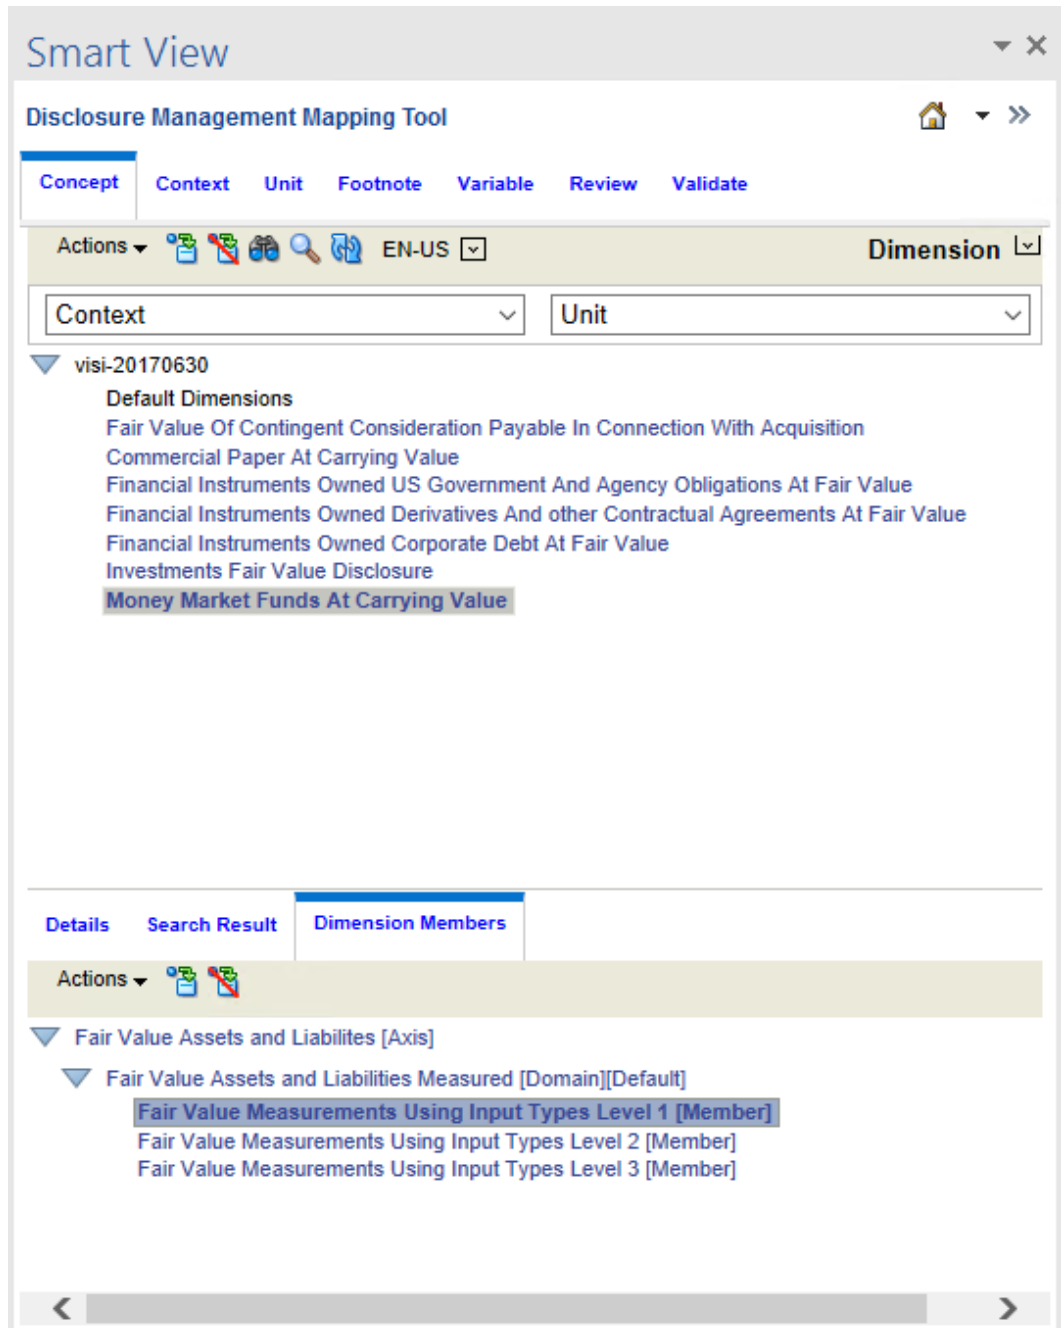 Smart View
Disclosure Management Mapping Tool
Concept Context Unit Footnote Variable Review Validate
Actions EN-US Dimension
Context Unit
visi-20170630
Default Dimensions
Fair Value Of Contingent Consideration Payable In Connection With Acquisition
Commercial Paper At Carrying Value
Financial Instruments Owned US Government And Agency Obligations At Fair Value
Financial Instruments Owned Derivatives And other Contractual Agreements At Fair Value
Financial Instruments Owned Corporate Debt At Fair Value
Investments Fair Value Disclosure
Money Market Funds At Carrying Value
Details Search Result Dimension Members
Actions
Fair Value Assets and Liabilites [Axis]
Fair Value Assets and Liabilities Measured [Domain][Default]
Fair Value Measurements Using Input Types Level 1 [Member]
Fair Value Measurements Using Input Types Level 2 [Member]
Fair Value Measurements Using Input Types Level 3 [Member]